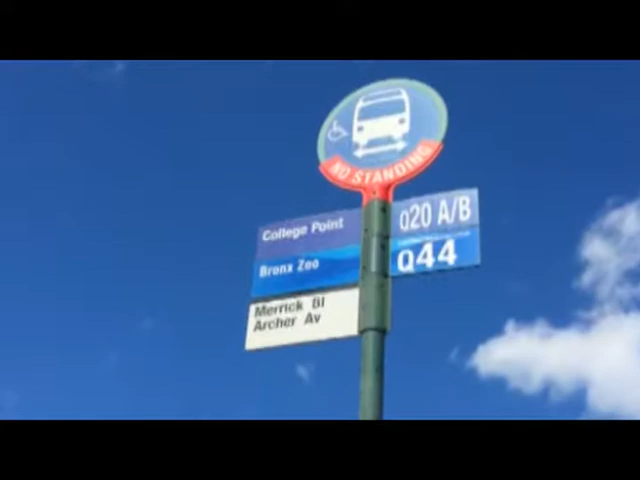 NO STANDING
College Point
Q20 A/B
Bronx Zoo
Q44
Merrick Bl
Archer Av